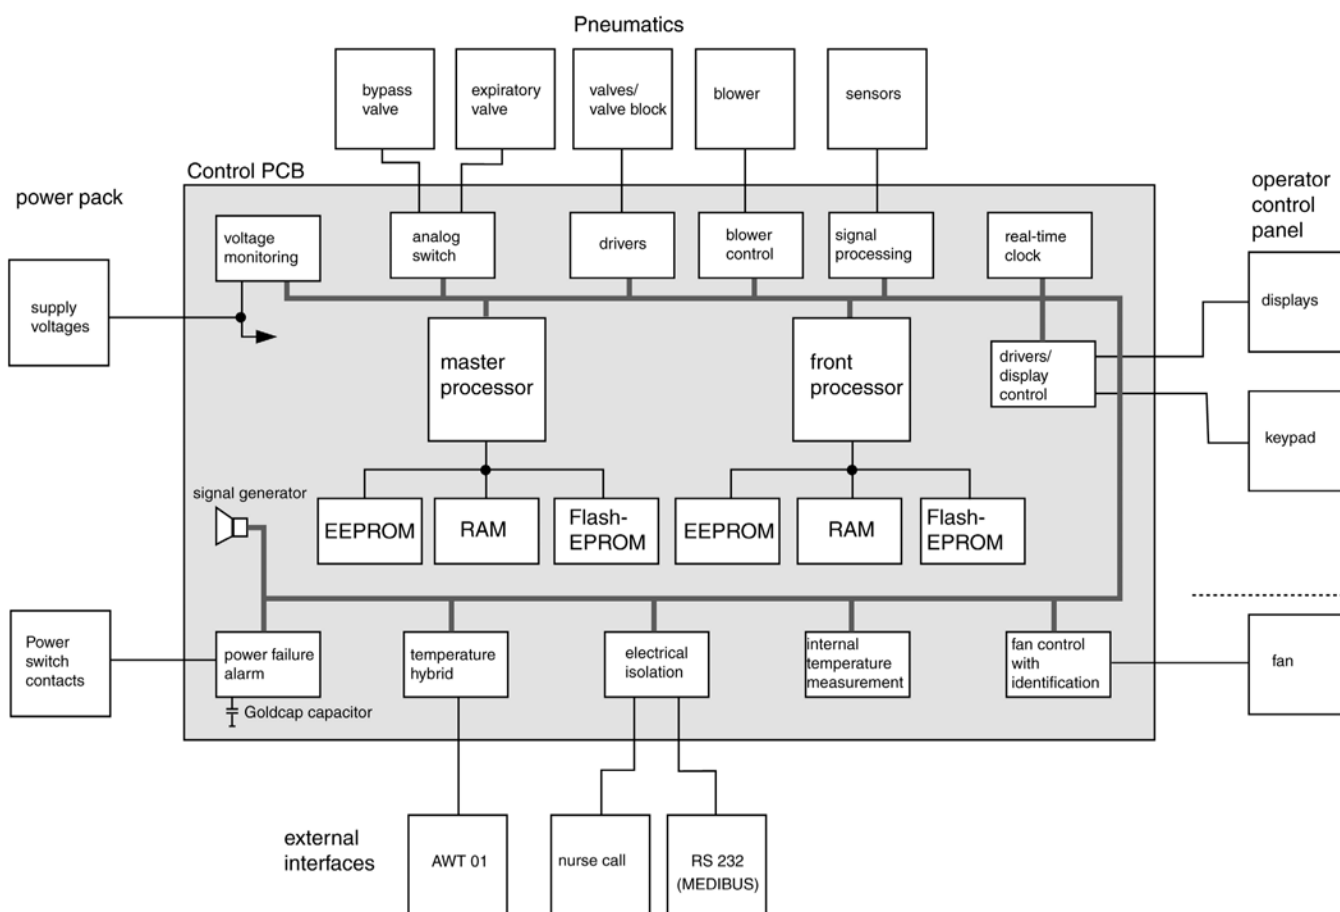 Pneumatics
bypass
valve
expiratory
valve
valves/
valve block
blower
sensors
Control PCB
power pack
operator
control
panel
voltage
monitoring
analog
switch
drivers
blower
control
signal
processing
real-time
clock
supply
voltages
displays
master
processor
front
processor
drivers/
display
control
keypad
signal generator
EEPROM
RAM
Flash-
EPROM
EEPROM
RAM
Flash-
EPROM
Power
switch
contacts
power failure
alarm
temperature
hybrid
electrical
isolation
internal
temperature
measurement
fan control
with
identification
fan
Goldcap capacitor
external
interfaces
AWT 01
nurse call
RS 232
(MEDIBUS)